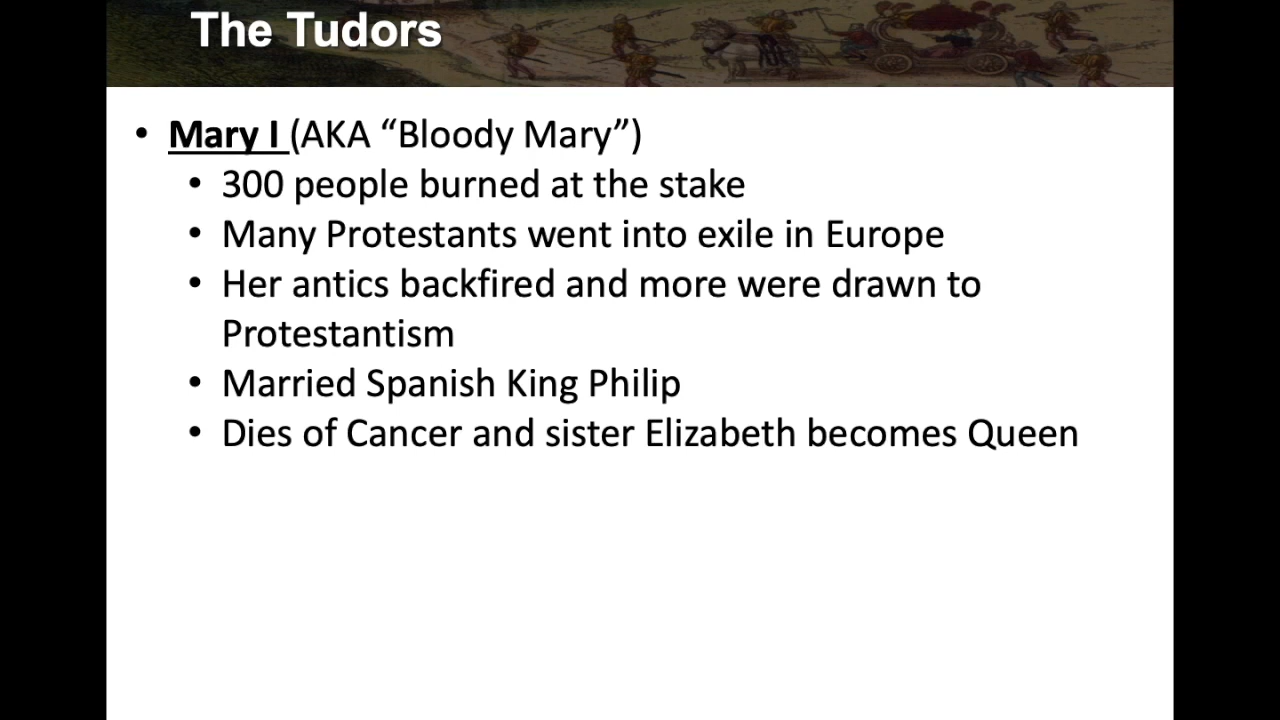 The Tudors
• Mary I (AKA “Bloody Mary”)
• 300 people burned at the stake
• Many Protestants went into exile in Europe
• Her antics backfired and more were drawn to
Protestantism
• Married Spanish King Philip
• Dies of Cancer and sister Elizabeth becomes Queen